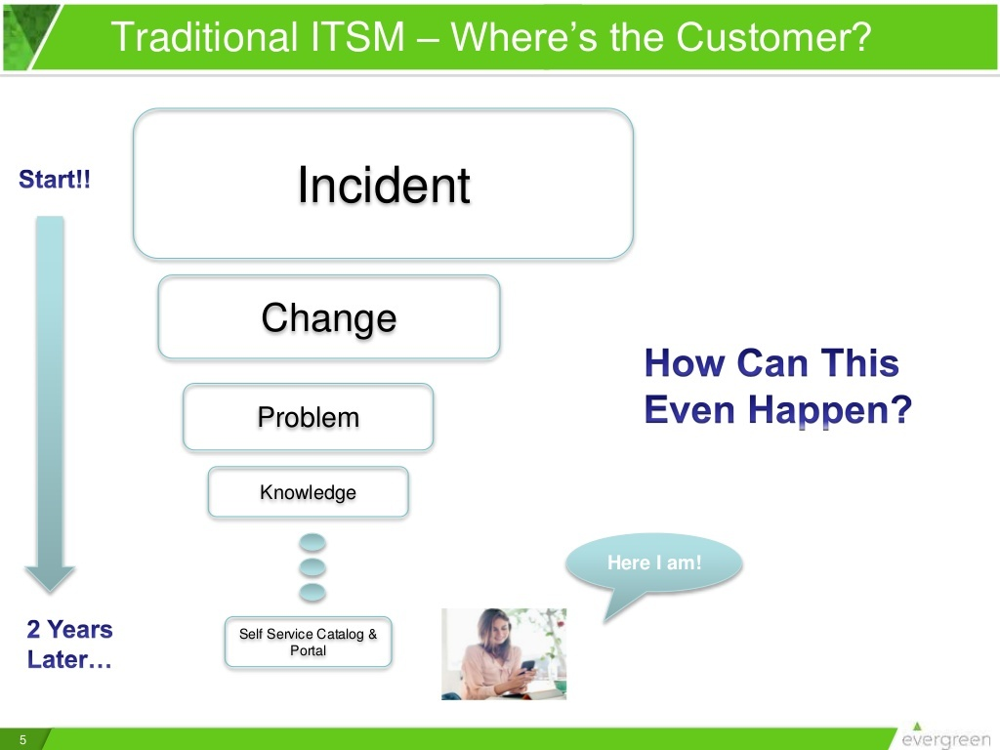 Traditional ITSM – Where’s the Customer?
Start!!
Incident
Change
Problem
Knowledge
How Can This
Even Happen?
Here I am!
2 Years
Later…
Self Service Catalog &
Portal
5
evergreen